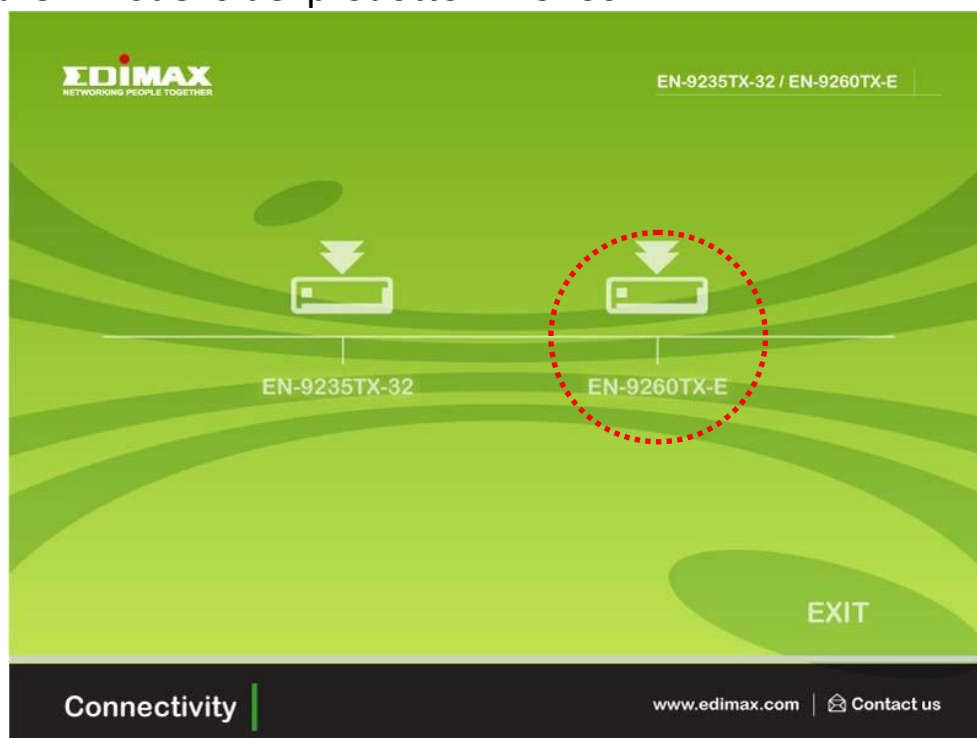 EDIMAX
NETWORKING PEOPLE TOGETHER
EN-9235TX-32 / EN-9260TX-E
EN-9235TX-32
EN-9260TX-E
EXIT
Connectivity
www.edimax.com
Contact us